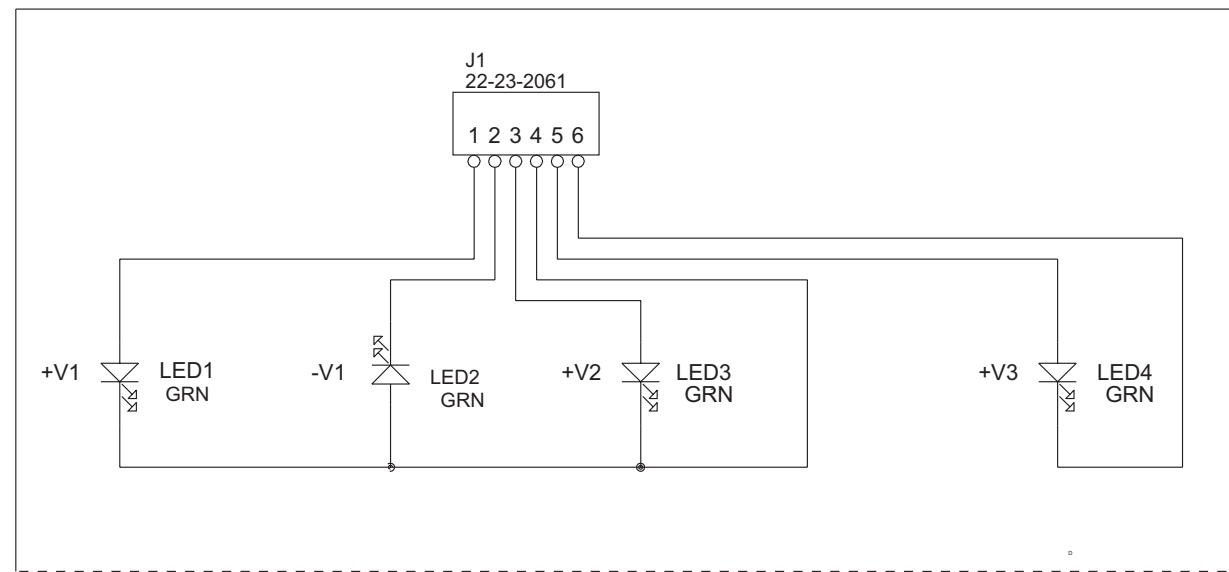 J1
22-23-2061
1 2 3 4 5 6
+V1
LED1
GRN
-V1
LED2
GRN
+V2
LED3
GRN
+V3
LED4
GRN